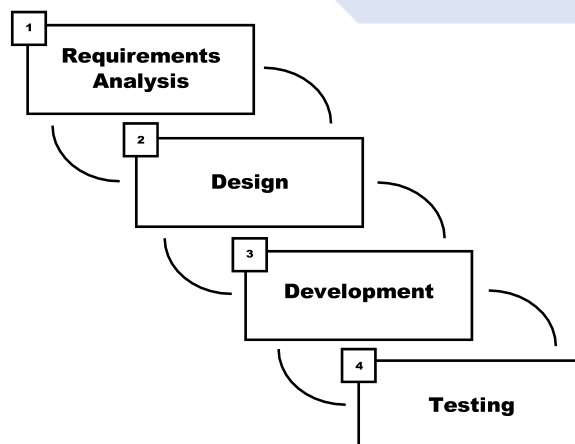 1
Requirements
Analysis
2
Design
3
Development
4
Testing